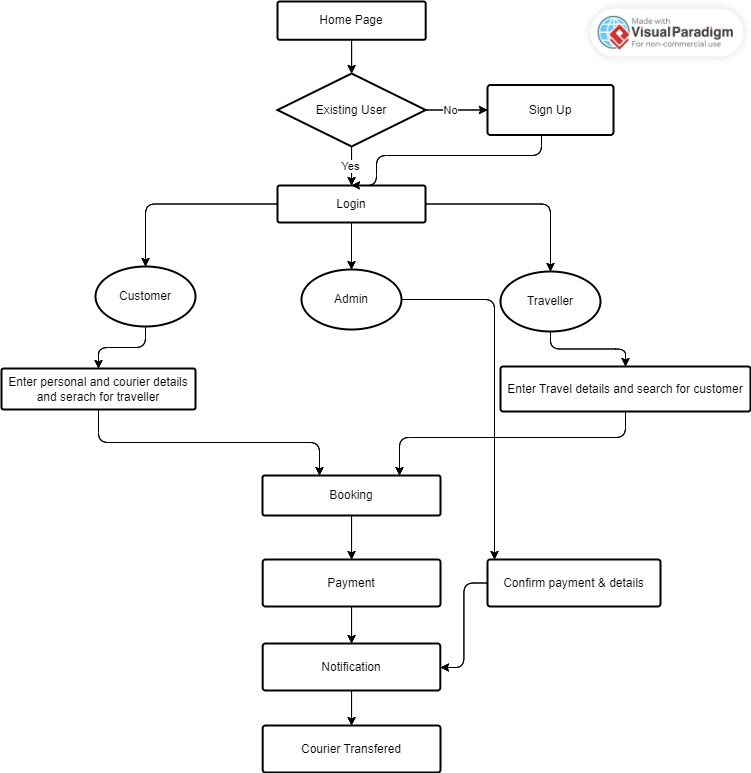 Home Page
Made with
VisualParadigm
For non-commercial use
Existing User
No
Sign Up
Yes
Login
Customer
Admin
Traveller
Enter personal and courier details
and serach for traveller
Enter Travel details and search for customer
Booking
Payment
Confirm payment & details
Notification
Courier Transfered